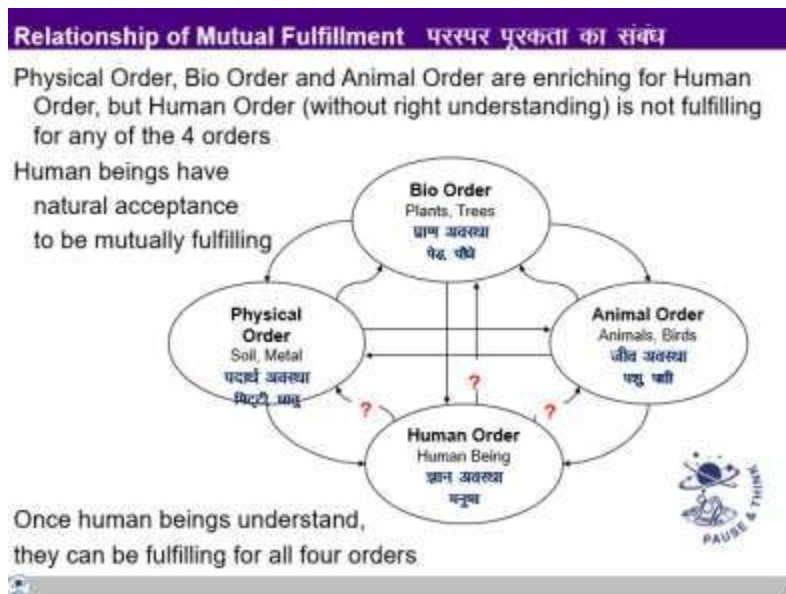 Relationship of Mutual Fulfillment परस्पर पूरकता का संबंध
Physical Order, Bio Order and Animal Order are enriching for Human
Order, but Human Order (without right understanding) is not fulfilling
for any of the 4 orders
Human beings have
natural acceptance
to be mutually fulfilling
Bio Order
Plants, Trees
प्राण अवस्था
पेड़, पौधे
Physical
Order
Soil, Metal
पदार्थ अवस्था
मिट्टी, धातु
Animal Order
Animals, Birds
जीव अवस्था
पशु, पक्षी
?
?
?
Human Order
Human Being
ज्ञान अवस्था
मनुष्य
Once human beings understand,
they can be fulfilling for all four orders
PAUSE & THINK